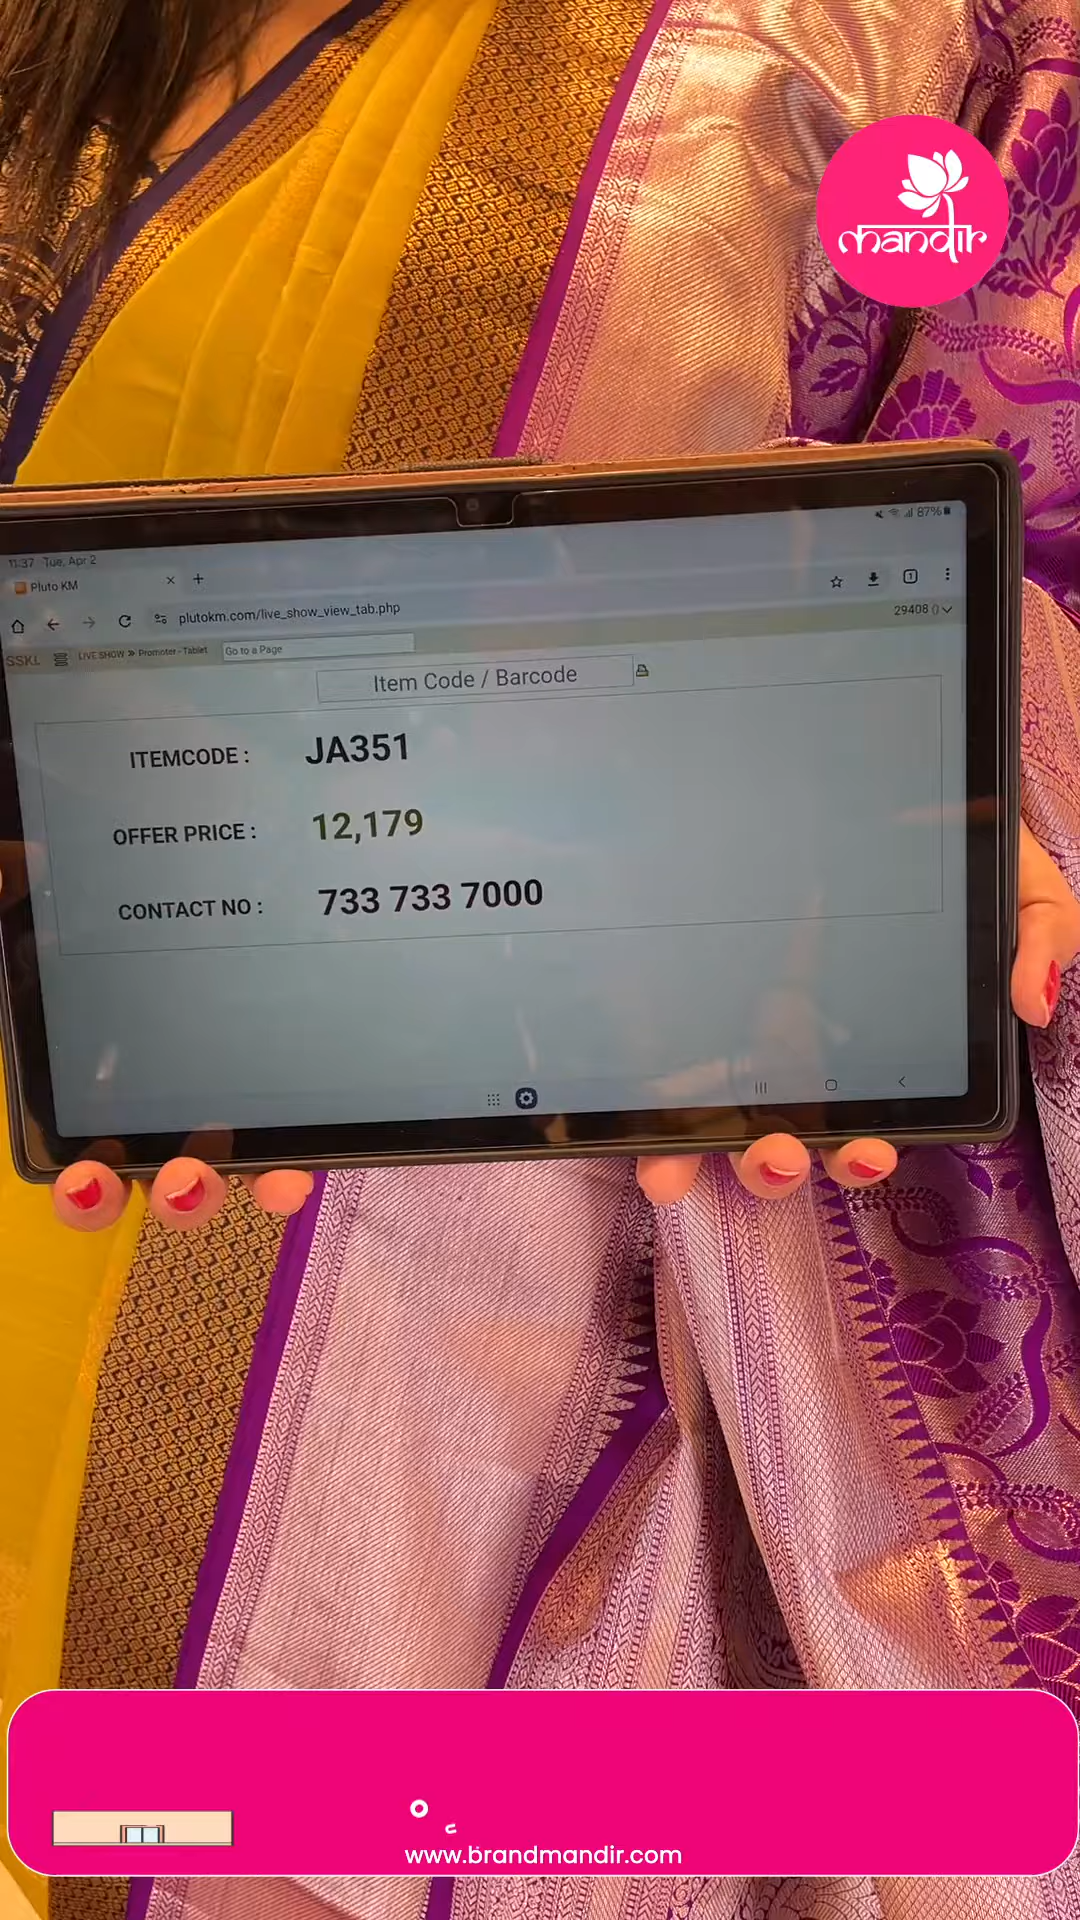 mandir
87%
11:37 Tue, Apr 2
Pluto KM
plutokm.com/live_show_view_tab.php
29408 ()
SSKL
LIVE SHOW » Promoter - Tablet
Go to a Page
Item Code / Barcode
ITEMCODE : JA351
OFFER PRICE : 12,179
CONTACT NO : 733 733 7000
www.brandmandir.com